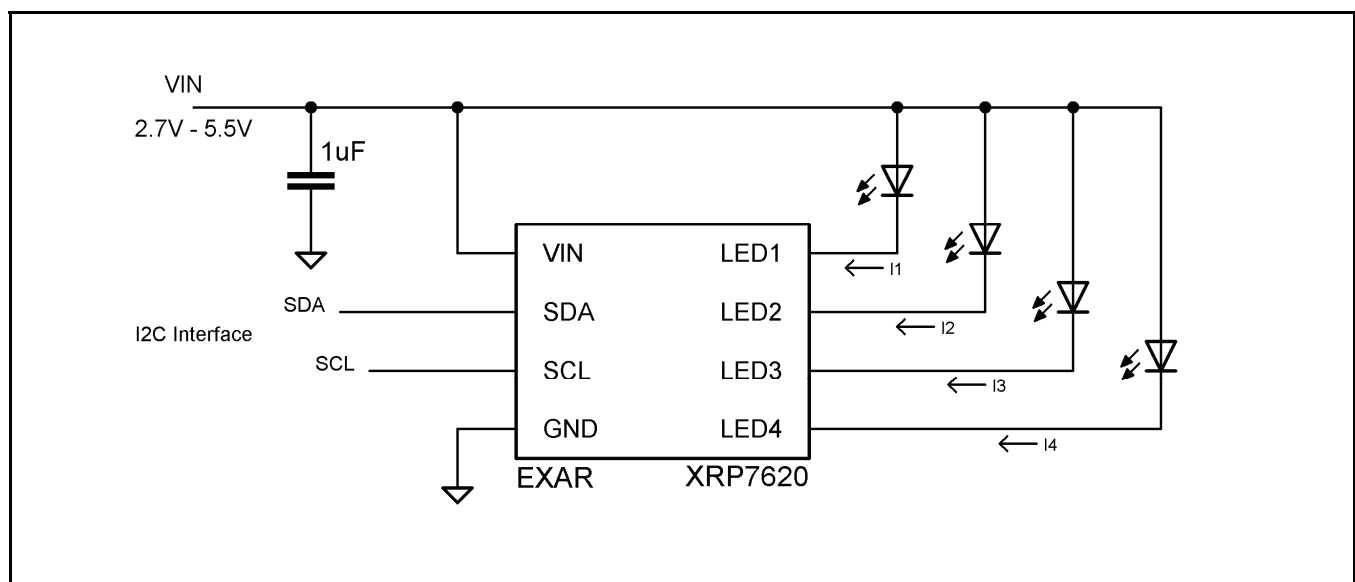 VIN
2.7V - 5.5V
1uF
VIN
LED1
I1
SDA
SDA
LED2
I2
I2C Interface
SCL
SCL
LED3
I3
GND
LED4
I4
EXAR
XRP7620